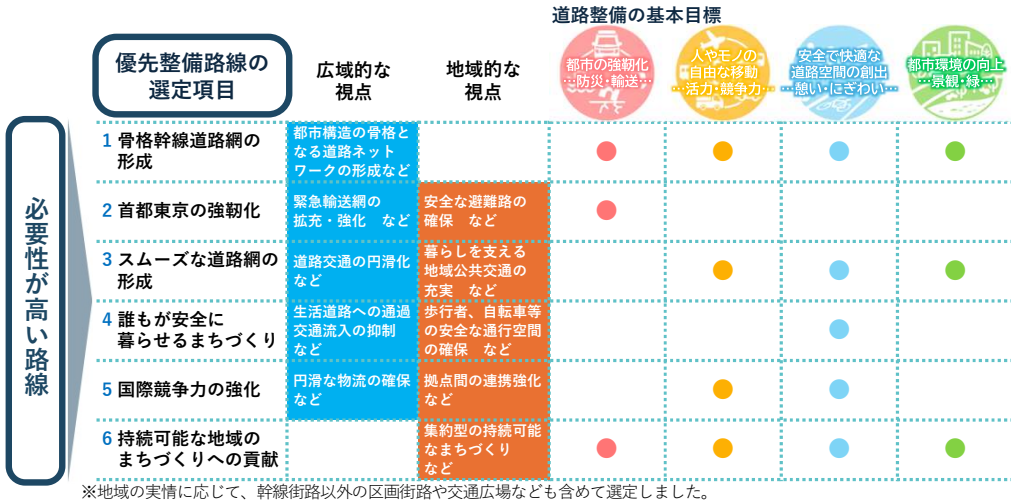 道路整備の基本目標
優先整備路線の
選定項目
広域的な
視点
地域的な
視点
都市の強靭化
…防災・輸送…
人やモノの
自由な移動
…活力・競争力…
安全で快適な
道路空間の創出
…憩い・にぎわい…
都市環境の向上
…景観・緑…
必要性が高い路線
1 骨格幹線道路網の
形成
都市構造の骨格と
なる道路ネット
ワークの形成など
2 首都東京の強靭化
緊急輸送網の
拡充・強化 など
安全な避難路の
確保 など
3 スムーズな道路網の
形成
道路交通の円滑化
など
暮らしを支える
地域公共交通の
充実 など
4 誰もが安全に
暮らせるまちづくり
生活道路への通過
交通流入の抑制
など
歩行者、自転車等
の安全な通行空間
の確保 など
5 国際競争力の強化
円滑な物流の確保
など
拠点間の連携強化
など
6 持続可能な地域の
まちづくりへの貢献
集約型の持続可能
なまちづくり
など
※地域の実情に応じて、幹線街路以外の区画街路や交通広場なども含めて選定しました。